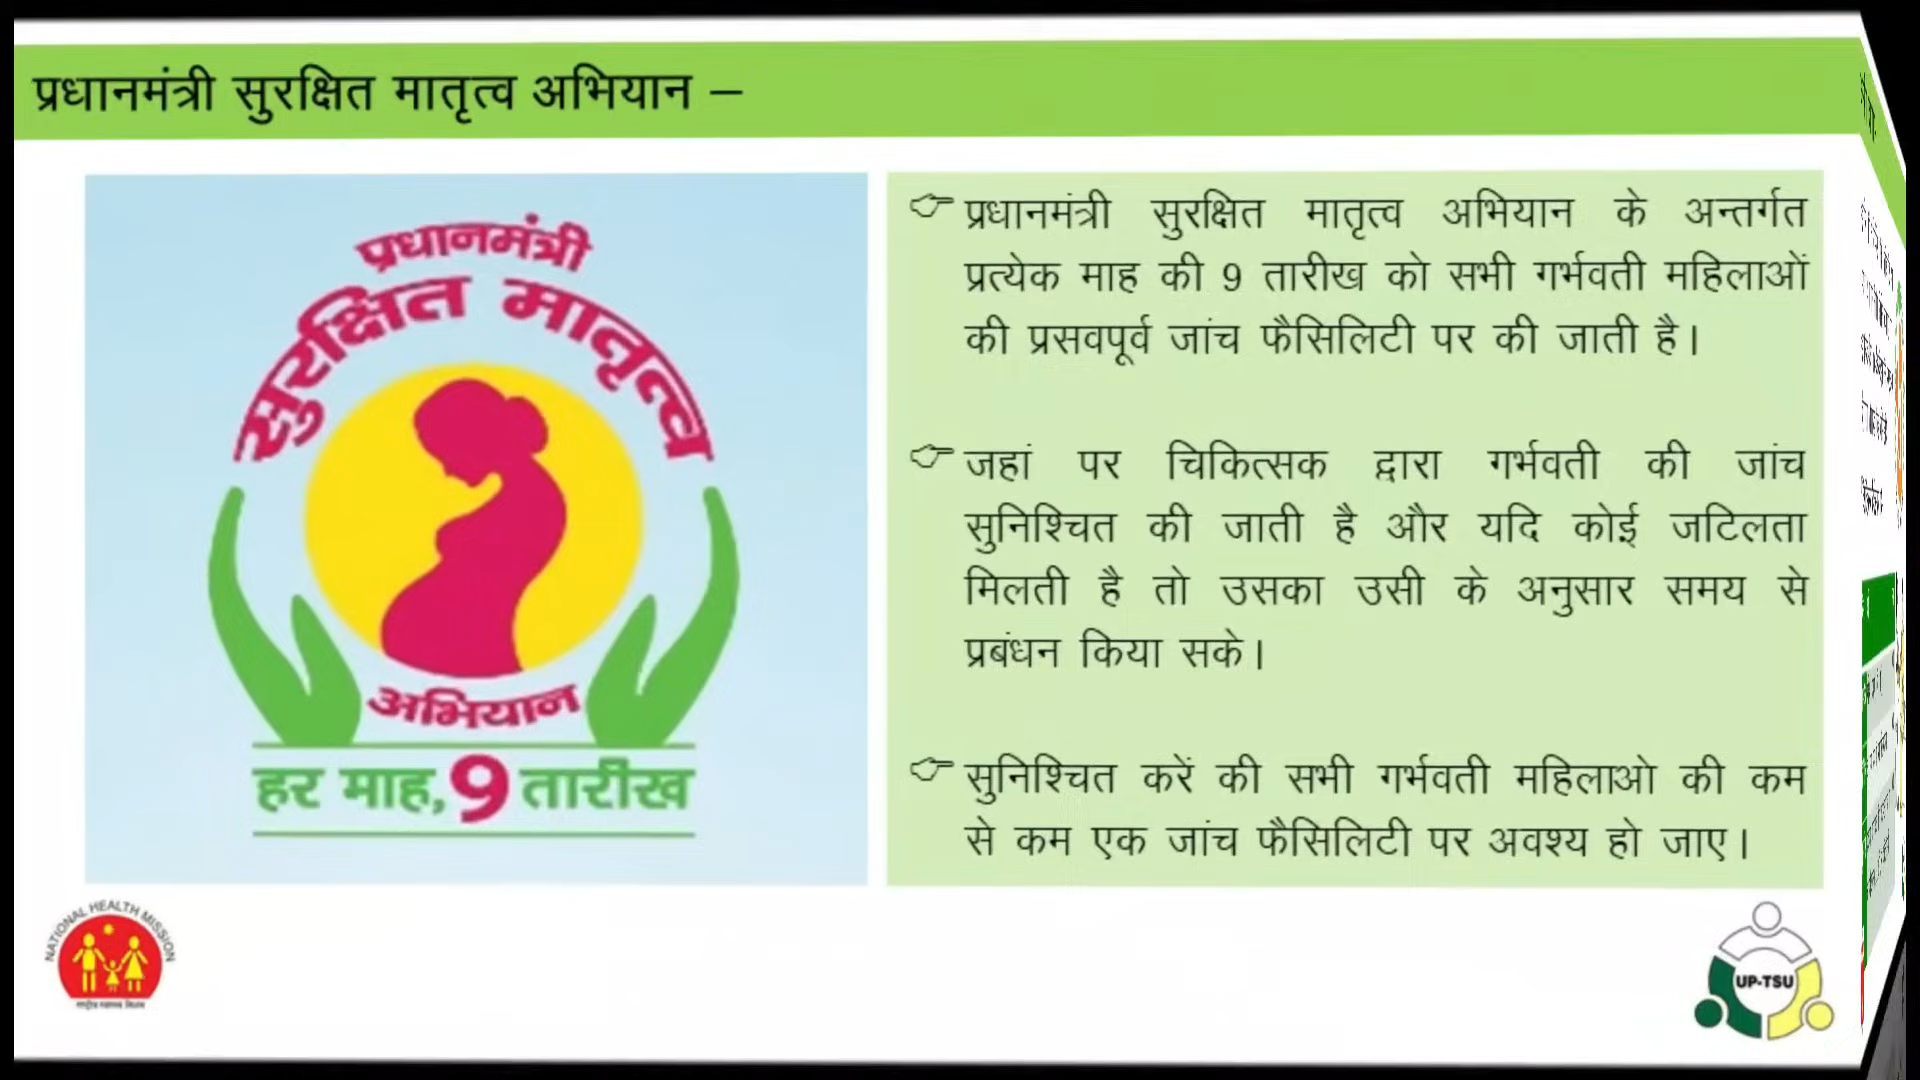 प्रधानमंत्री सुरक्षित मातृत्व अभियान –
प्रधानमंत्री
सुरक्षित मातृत्व
अभियान
हर माह, 9 तारीख
प्रधानमंत्री सुरक्षित मातृत्व अभियान के अन्तर्गत
प्रत्येक माह की 9 तारीख को सभी गर्भवती महिलाओं
की प्रसवपूर्व जांच फैसिलिटी पर की जाती है।
जहां पर चिकित्सक द्वारा गर्भवती की जांच
सुनिश्चित की जाती है और यदि कोई जटिलता
मिलती है तो उसका उसी के अनुसार समय से
प्रबंधन किया सके।
सुनिश्चित करें की सभी गर्भवती महिलाओ की कम
से कम एक जांच फैसिलिटी पर अवश्य हो जाए।
NATIONAL HEALTH MISSION
UP-TSU